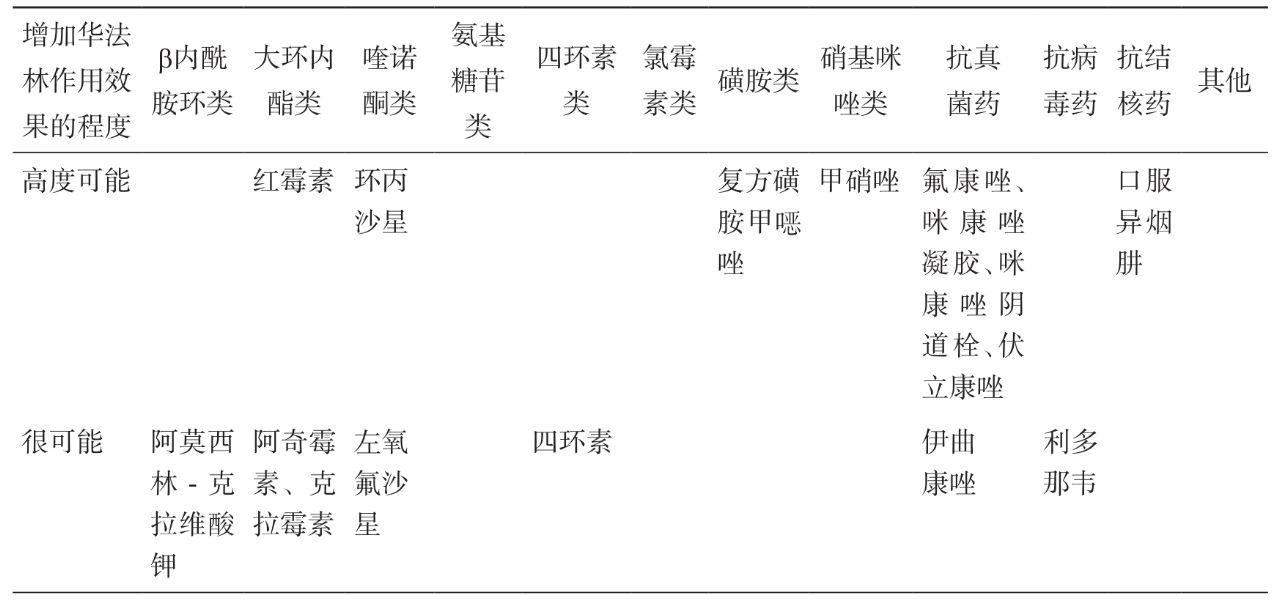 增加华法林作用效果的程度 β内酰胺环类 大环内酯类 喹诺酮类 氨基糖苷类 四环素类 氯霉素类 磺胺类 硝基咪唑类 抗真菌药 抗病毒药 抗结核药 其他
高度可能 红霉素 环丙沙星 复方磺胺甲噁唑 甲硝唑 氟康唑、咪康唑凝胶、咪康唑阴道栓、伏立康唑 口服异烟肼
很可能 阿莫西林-克拉维酸钾 阿奇霉素、克拉霉素 左氧氟沙星 四环素 伊曲康唑 利多那韦